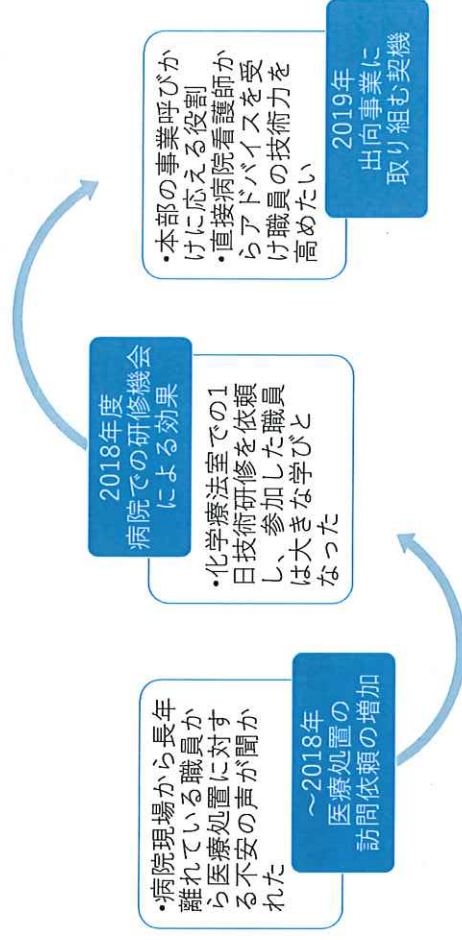 ・病院現場から長年
離れている職員か
ら医療処置に対す
る不安の声が聞か
れた
～2018年
医療処置の
訪問依頼の増加
2018年度
病院での研修機会
による効果
・化学療法室での1
日技術研修を依頼
し、参加した職員
は大きな学びと
なった
・本部の事業呼びか
けに応える役割
・直接病院看護師か
らアドバイスを受
け職員の技術力を
高めたい
2019年
出向事業に
取り組む契機